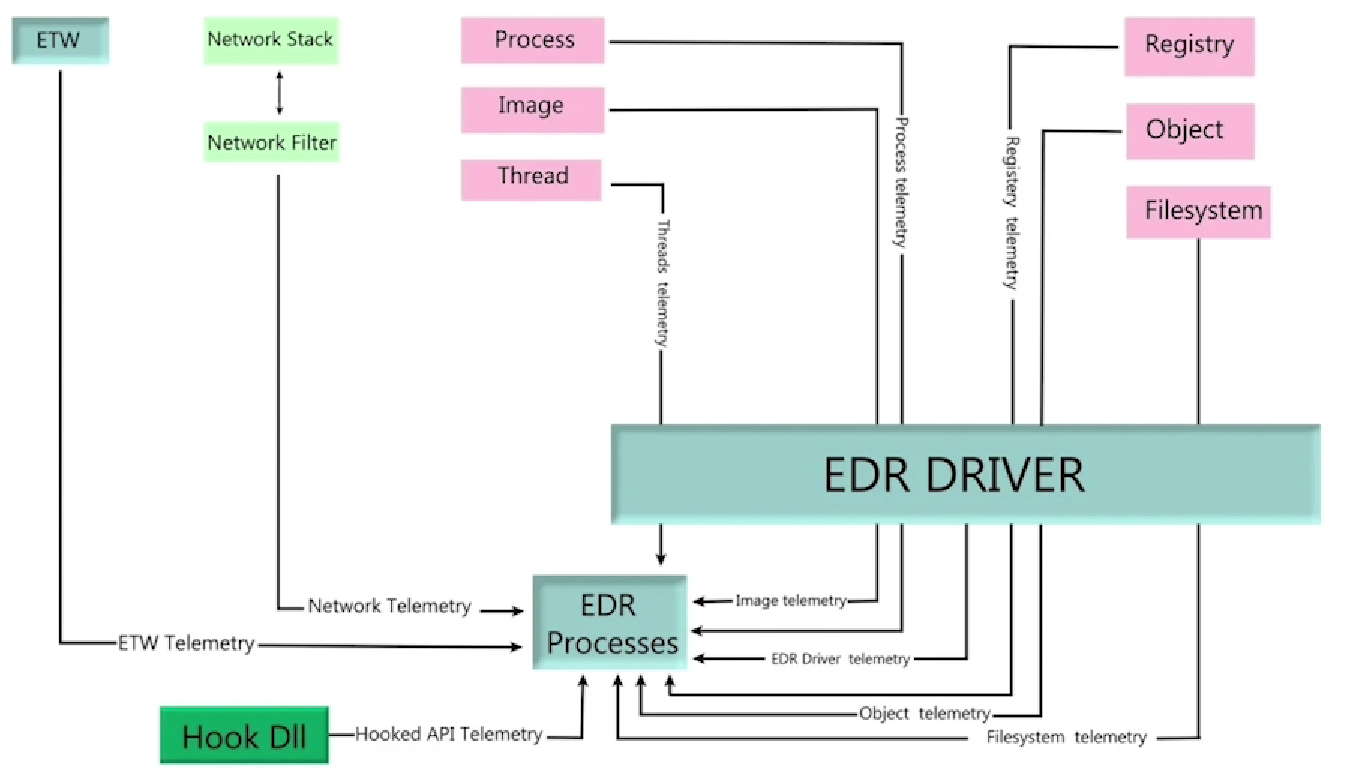 ETW
Network Stack
Process
Registry
Image
Object
Network Filter
Thread
Filesystem
Process telemetry
Registery telemetry
Threads telemetry
EDR DRIVER
EDR
Processes
Image telemetry
Network Telemetry
ETW Telemetry
EDR Driver telemetry
Object telemetry
Hook Dll
Hooked API Telemetry
Filesystem telemetry